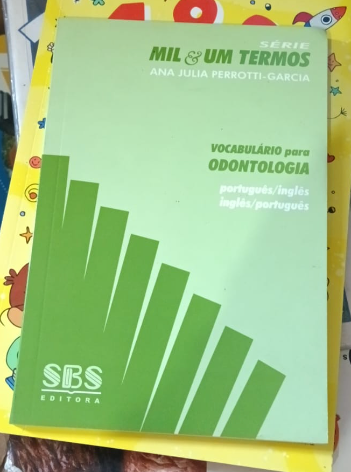 SÉRIE
MIL & UM TERMOS
ANA JULIA PERROTTI-GARCIA
VOCABULÁRIO para
ODONTOLOGIA
português/inglês
inglês/português
SBS
EDITORA